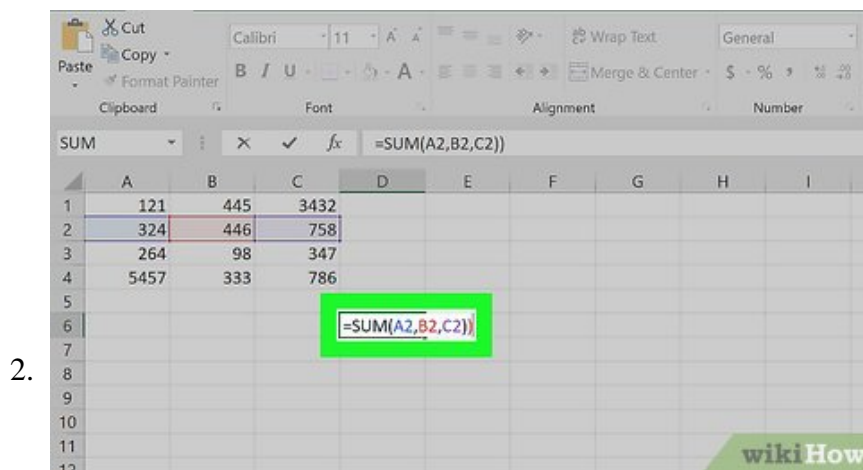 Cut
Copy
Paste
Format Painter
Clipboard
Calibri 11 A A
B I U A
Font
Wrap Text
Merge & Center
Alignment
General
$ %
Number
SUM × ✓ fx =SUM(A2,B2,C2))
A B C D E F G H I
1 121 445 3432
2 324 446 758
3 264 98 347
4 5457 333 786
5
6 =SUM(A2,B2,C2))
7
2.
8
9
10
11
wikiHow